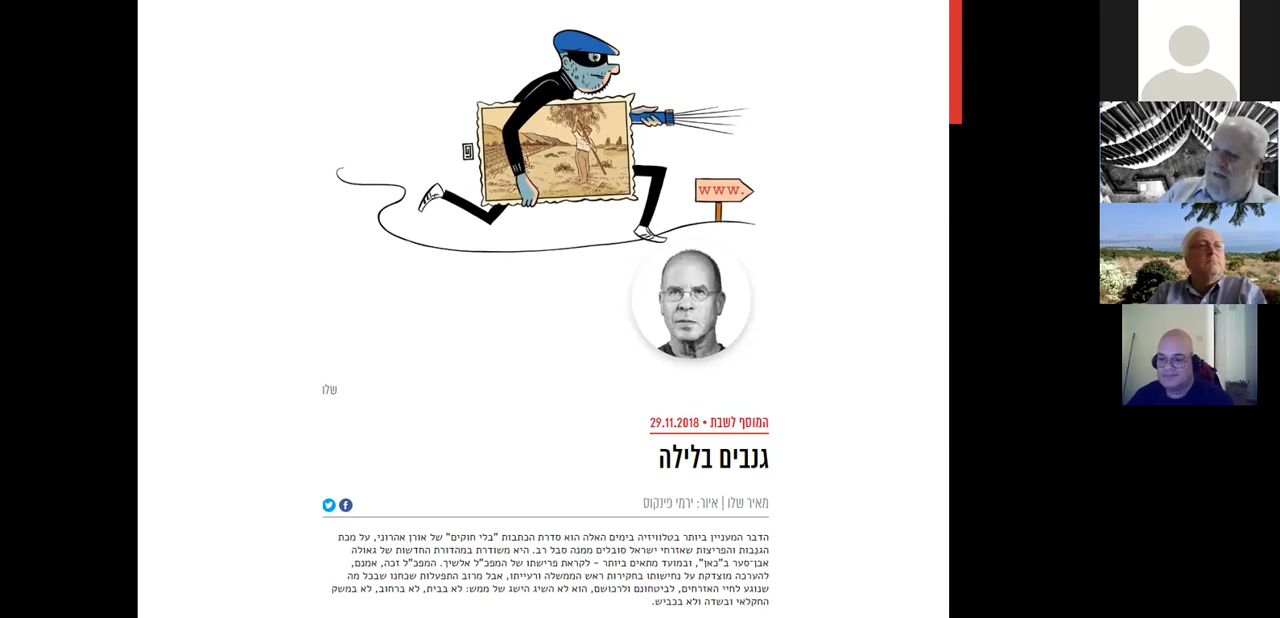 www.
שלו
המוסף לשבת • 29.11.2018
גנבים בלילה
מאיר שלו | איור: ירמי פינקוס
הדבר המעניין ביותר בטלוויזיה בימים האלה הוא סדרת הכתבות "בלי חוקים" של אורן אהרוני, על מכת
הגנבות והפריצות שאזרחי ישראל סובלים ממנה סבל רב. היא משודרת במהדורת החדשות של גאולה
אבן־סער ב"כאן", ובמועד מתאים ביותר – לקראת פרישתו של המפכ"ל אלשיך. המפכ"ל זכה, אמנם,
להערכה מוצדקת על נחישותו בחקירות ראש הממשלה ורעייתו, אבל מרוב התפעלות שכחנו שבכל מה
שנוגע לחיי האזרחים, לביטחונם ולרכושם, הוא לא השיג הישג של ממש: לא בבית, לא ברחוב, לא במשק
החקלאי ובשדה ולא בכביש.